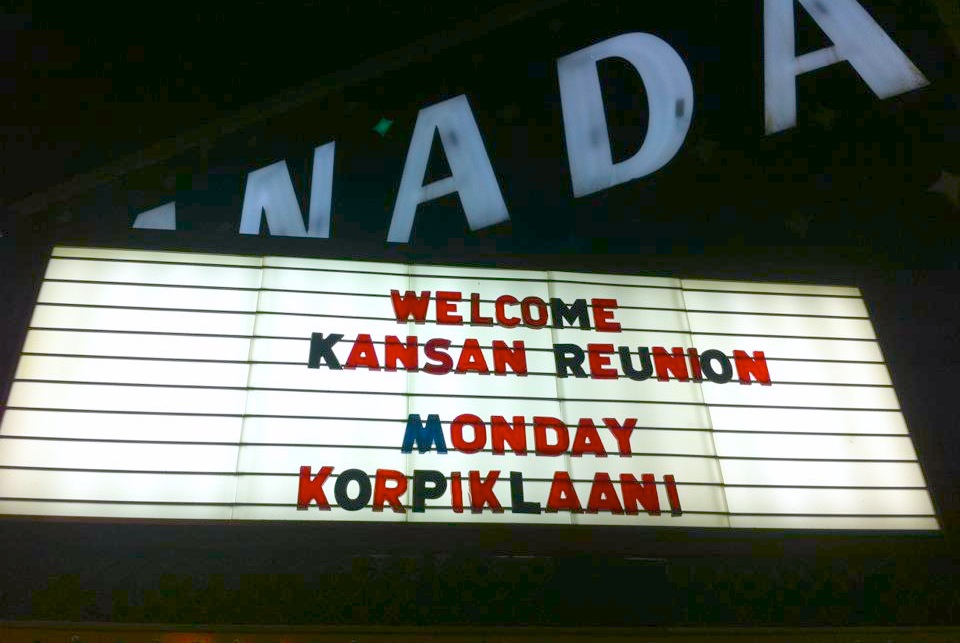 NADA
WELCOME
KANSAN REUNION
MONDAY
KORPIKLAANI